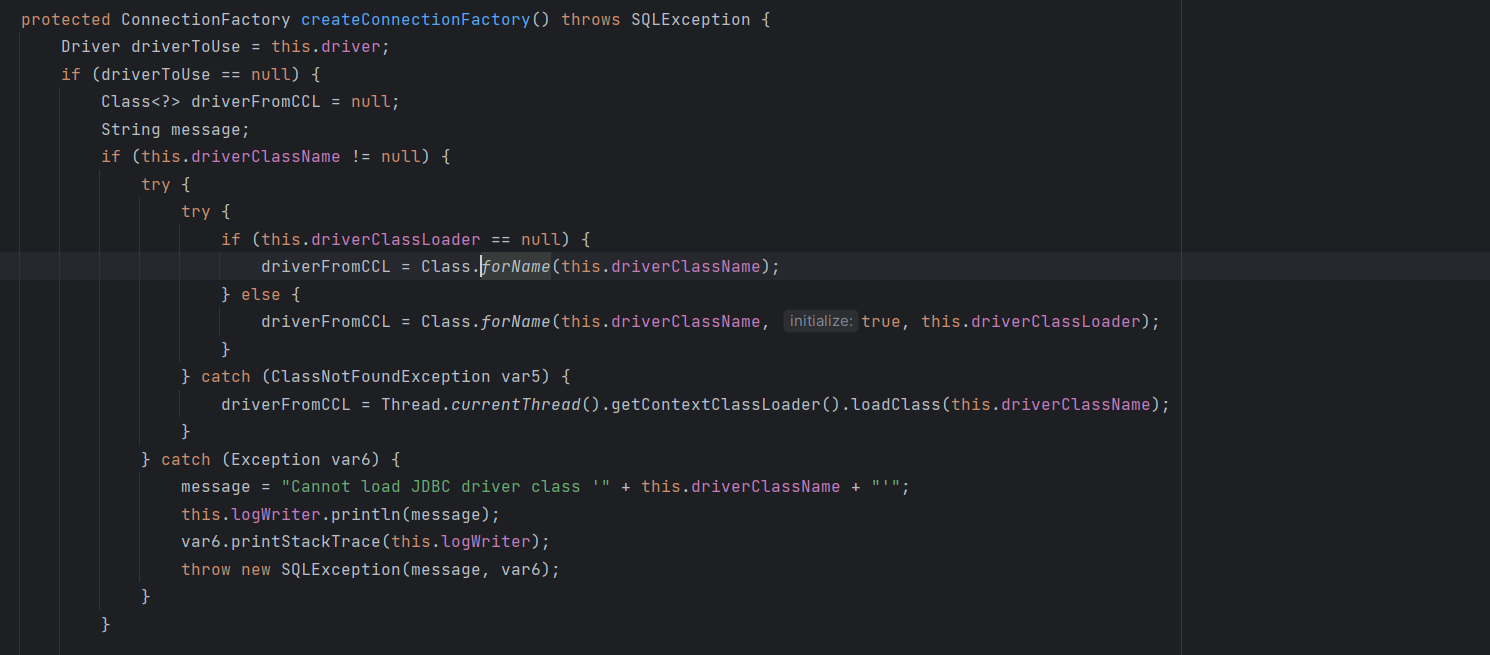 protected ConnectionFactory createConnectionFactory() throws SQLException {
    Driver driverToUse = this.driver;
    if (driverToUse == null) {
        Class<?> driverFromCCL = null;
        String message;
        if (this.driverClassName != null) {
            try {
                try {
                    if (this.driverClassLoader == null) {
                        driverFromCCL = Class.forName(this.driverClassName);
                    } else {
                        driverFromCCL = Class.forName(this.driverClassName, initialize: true, this.driverClassLoader);
                    }
                } catch (ClassNotFoundException var5) {
                    driverFromCCL = Thread.currentThread().getContextClassLoader().loadClass(this.driverClassName);
                }
            } catch (Exception var6) {
                message = "Cannot load JDBC driver class '" + this.driverClassName + "'";
                this.logWriter.println(message);
                var6.printStackTrace(this.logWriter);
                throw new SQLException(message, var6);
            }
        }